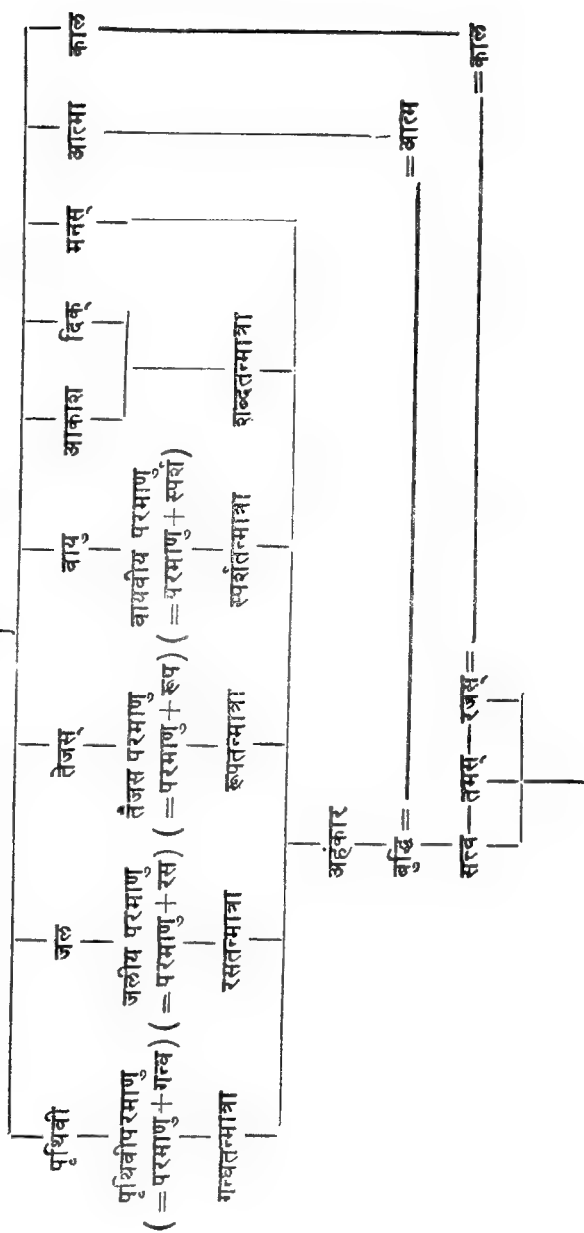 पृथिवी जल तेजस् वायु आकाश दिक् मनस् आत्मा काल
पृथिवीपरमाणु जलीय परमाणु तैजस परमाणु वायवीय परमाणु
(=परमाणु+गन्ध) (=परमाणु+रस) (=परमाणु+रूप) (=परमाणु+स्पर्श)
गन्धतन्मात्रा रसतन्मात्रा रूपतन्मात्रा स्पर्शतन्मात्रा शब्दतन्मात्रा
अहंकार
बुद्धि = = आत्म
सत्त्व—तमस्—रजस् = =काल